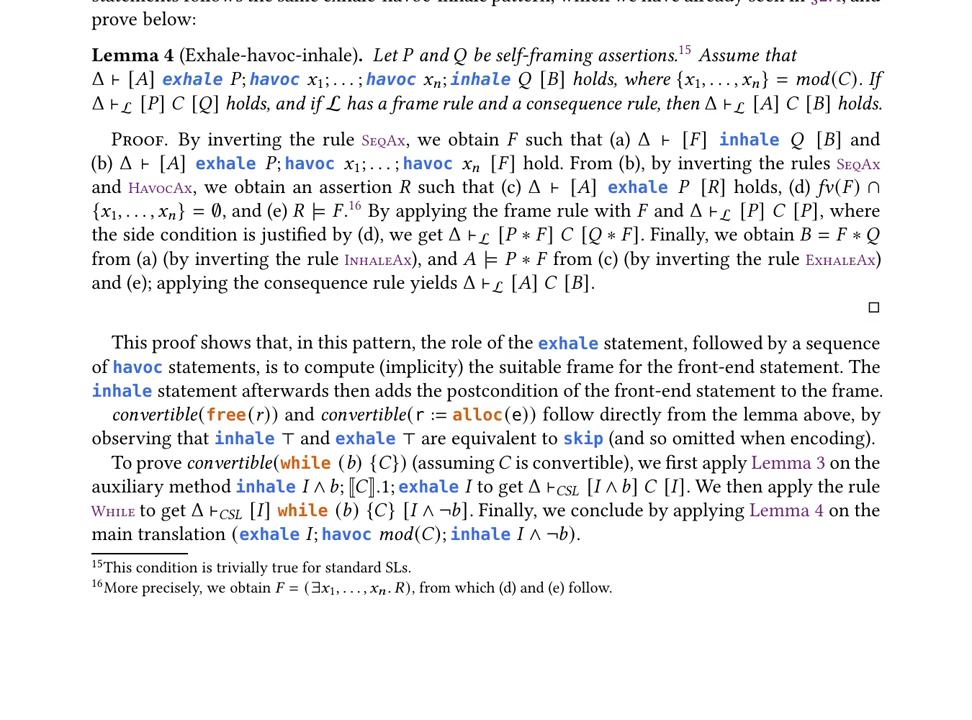 prove below:
Lemma 4 (Exhale-havoc-inhale). Let P and Q be self-framing assertions.¹⁵ Assume that
Δ ⊢ [A] exhale P; havoc x₁; . . . ; havoc xₙ; inhale Q [B] holds, where {x₁, . . . , xₙ} = mod(C). If
Δ ⊢_ℒ [P] C [Q] holds, and if ℒ has a frame rule and a consequence rule, then Δ ⊢_ℒ [A] C [B] holds.
Proof. By inverting the rule SeqAx, we obtain F such that (a) Δ ⊢ [F] inhale Q [B] and
(b) Δ ⊢ [A] exhale P; havoc x₁; . . . ; havoc xₙ [F] hold. From (b), by inverting the rules SeqAx
and HavocAx, we obtain an assertion R such that (c) Δ ⊢ [A] exhale P [R] holds, (d) fv(F) ∩
{x₁, . . . , xₙ} = ∅, and (e) R ⊨ F.¹⁶ By applying the frame rule with F and Δ ⊢_ℒ [P] C [P], where
the side condition is justified by (d), we get Δ ⊢_ℒ [P ∗ F] C [Q ∗ F]. Finally, we obtain B = F ∗ Q
from (a) (by inverting the rule InhaleAx), and A ⊨ P ∗ F from (c) (by inverting the rule ExhaleAx)
and (e); applying the consequence rule yields Δ ⊢_ℒ [A] C [B].
□
This proof shows that, in this pattern, the role of the exhale statement, followed by a sequence
of havoc statements, is to compute (implicity) the suitable frame for the front-end statement. The
inhale statement afterwards then adds the postcondition of the front-end statement to the frame.
convertible(free(r)) and convertible(r := alloc(e)) follow directly from the lemma above, by
observing that inhale ⊤ and exhale ⊤ are equivalent to skip (and so omitted when encoding).
To prove convertible(while (b) {C}) (assuming C is convertible), we first apply Lemma 3 on the
auxiliary method inhale I ∧ b; ⟦C⟧.1; exhale I to get Δ ⊢_CSL [I ∧ b] C [I]. We then apply the rule
While to get Δ ⊢_CSL [I] while (b) {C} [I ∧ ¬b]. Finally, we conclude by applying Lemma 4 on the
main translation (exhale I; havoc mod(C); inhale I ∧ ¬b).
¹⁵This condition is trivially true for standard SLs.
¹⁶More precisely, we obtain F = (∃x₁, . . . , xₙ. R), from which (d) and (e) follow.